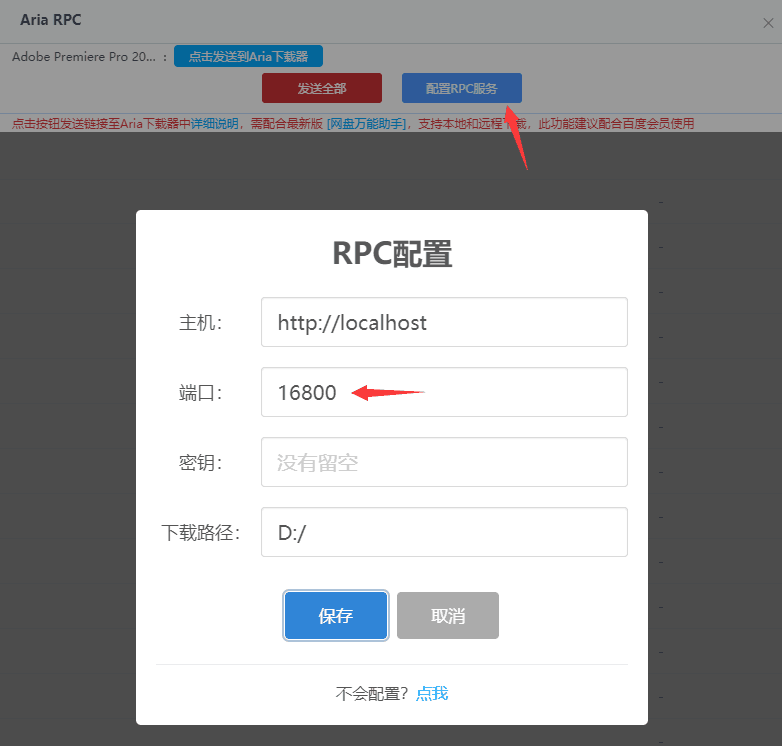 Aria RPC
Adobe Premiere Pro 20... : 点击发送到Aria下载器
发送全部 配置RPC服务
点击按钮发送链接至Aria下载器中详细说明，需配合最新版 [网盘万能助手]，支持本地和远程下载，此功能建议配合百度会员使用
RPC配置
主机： http://localhost
端口： 16800
密钥： 没有留空
下载路径： D:/
保存 取消
不会配置？点我